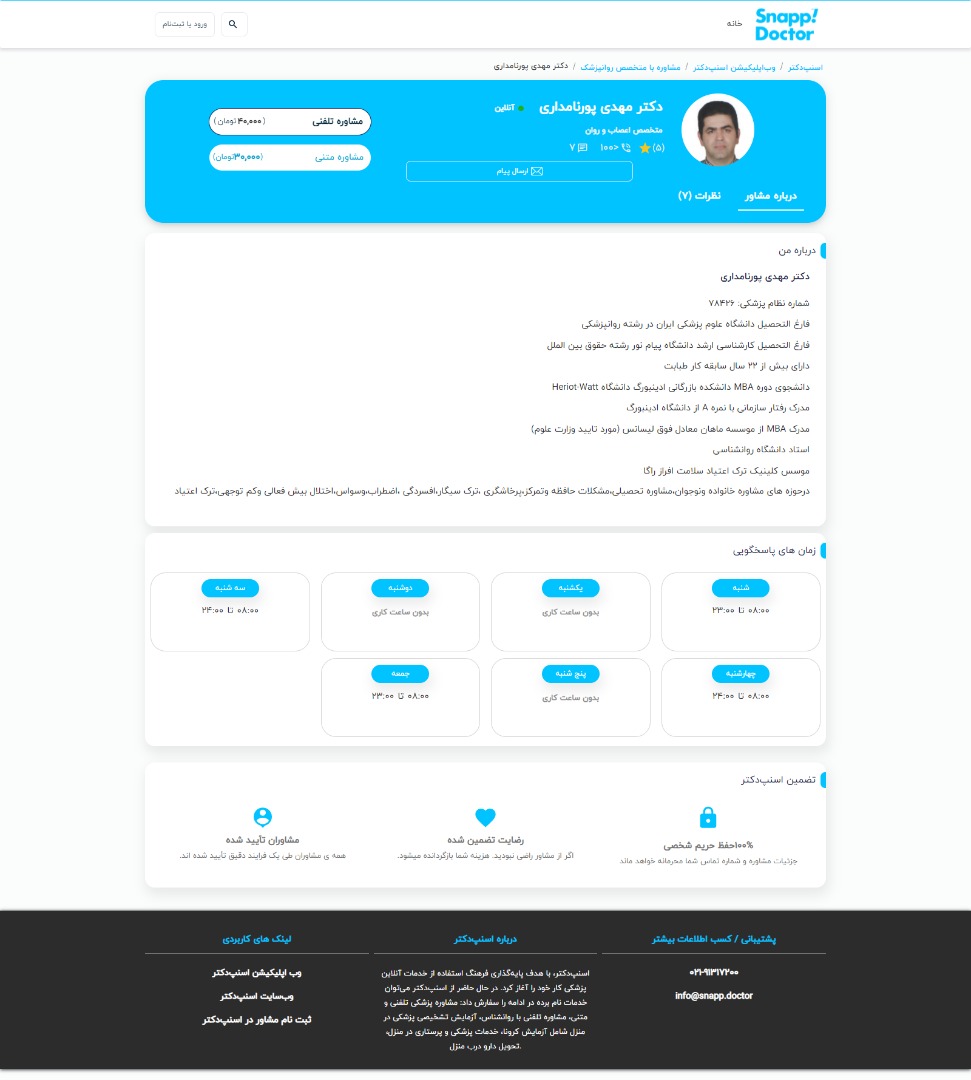 Snapp!
Doctor
خانه
ورود یا ثبت‌نام
اسنپ‌دکتر / وب‌اپلیکیشن اسنپ‌دکتر / مشاوره با متخصص روانپزشک / دکتر مهدی پورنامداری
دکتر مهدی پورنامداری
آنلاین
متخصص اعصاب و روان
(۵)
۱۰۰<
۷
ارسال پیام
مشاوره تلفنی (۴۰,۰۰۰ تومان)
مشاوره متنی (۳۰,۰۰۰تومان)
درباره مشاور
نظرات (۷)
درباره من
دکتر مهدی پورنامداری
شماره نظام پزشکی: ۷۸۴۲۶
فارغ التحصیل دانشگاه علوم پزشکی ایران در رشته روانپزشکی
فارغ التحصیل کارشناسی ارشد دانشگاه پیام نور رشته حقوق بین الملل
دارای بیش از ۲۲ سال سابقه کار طبابت
دانشجوی دوره MBA دانشکده بازرگانی ادینبورگ دانشگاه Heriot-Watt
مدرک رفتار سازمانی با نمره A از دانشگاه ادینبورگ
مدرک MBA از موسسه ماهان معادل فوق لیسانس (مورد تایید وزارت علوم)
استاد دانشگاه روانشناسی
موسس کلینیک ترک اعتیاد سلامت افراز راگا
درحوزه های مشاوره خانواده ونوجوان،مشاوره تحصیلی،مشکلات حافظه وتمرکز،پرخاشگری ،ترک سیگار،افسردگی ،اضطراب،وسواس،اختلال بیش فعالی وکم توجهی،ترک اعتیاد
زمان های پاسخگویی
شنبه
۰۸:۰۰ تا ۲۳:۰۰
یکشنبه
بدون ساعت کاری
دوشنبه
بدون ساعت کاری
سه شنبه
۰۸:۰۰ تا ۲۴:۰۰
چهارشنبه
۰۸:۰۰ تا ۲۴:۰۰
پنج شنبه
بدون ساعت کاری
جمعه
۰۸:۰۰ تا ۲۳:۰۰
تضمین اسنپ‌دکتر
۱۰۰%حفظ حریم شخصی
جزئیات مشاوره و شماره تماس شما محرمانه خواهد ماند
رضایت تضمین شده
اگر از مشاور راضی نبودید، هزینه شما بازگردانده میشود.
مشاوران تأیید شده
همه ی مشاوران طی یک فرایند دقیق تأیید شده اند.
پشتیبانی / کسب اطلاعات بیشتر
۰۲۱-۹۱۳۱۷۲۰۰
info@snapp.doctor
درباره اسنپ‌دکتر
اسنپ‌دکتر، با هدف پایه‌گذاری فرهنگ استفاده از خدمات آنلاین
پزشکی کار خود را آغاز کرد. در حال حاضر از اسنپ‌دکتر می‌توان
خدمات نام برده در ادامه را سفارش داد: مشاوره پزشکی تلفنی و
متنی، مشاوره تلفنی با روانشناس، آزمایش تشخیصی پزشکی در
منزل شامل آزمایش کرونا، خدمات پزشکی و پرستاری در منزل،
تحویل دارو درب منزل.
لینک های کاربردی
وب اپلیکیشن اسنپ‌دکتر
وب‌سایت اسنپ‌دکتر
ثبت نام مشاور در اسنپ‌دکتر